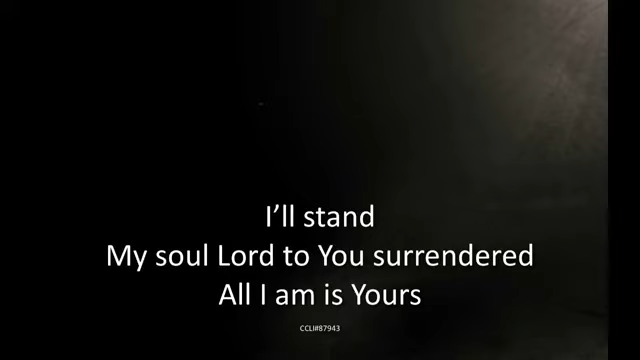 I’ll stand
My soul Lord to You surrendered
All I am is Yours
CCLI#87943